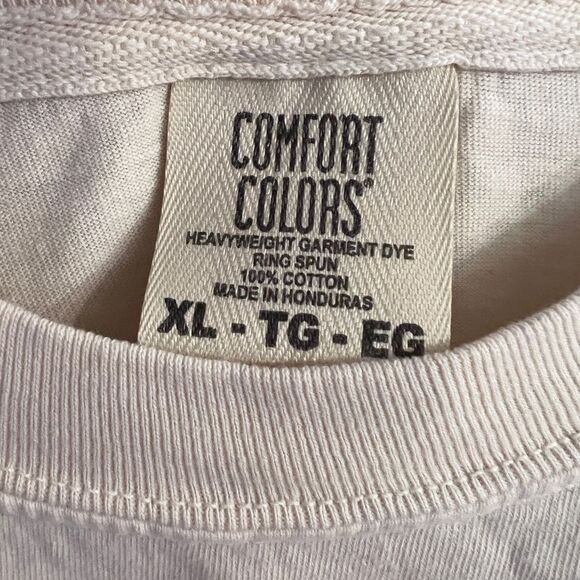 COMFORT
COLORS®
HEAVYWEIGHT GARMENT DYE
RING SPUN
100% COTTON
MADE IN HONDURAS
XL - TG - EG